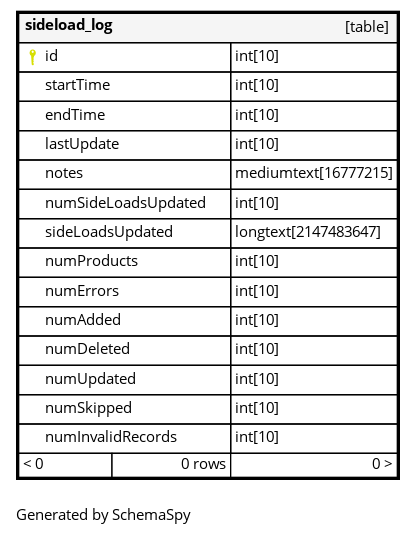 sideload_log [table]
id int[10]
startTime int[10]
endTime int[10]
lastUpdate int[10]
notes mediumtext[16777215]
numSideLoadsUpdated int[10]
sideLoadsUpdated longtext[2147483647]
numProducts int[10]
numErrors int[10]
numAdded int[10]
numDeleted int[10]
numUpdated int[10]
numSkipped int[10]
numInvalidRecords int[10]
< 0 0 rows 0 >
Generated by SchemaSpy